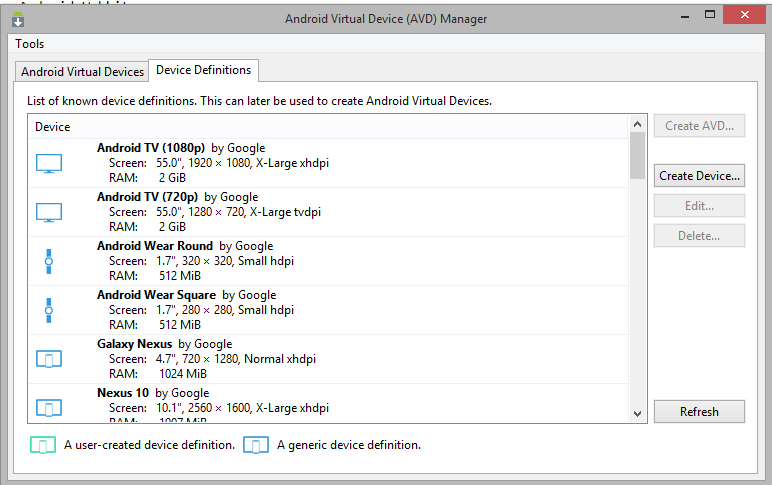 Android Virtual Device (AVD) Manager
Tools
Android Virtual Devices
Device Definitions
List of known device definitions. This can later be used to create Android Virtual Devices.
Device
Android TV (1080p) by Google
Screen: 55.0", 1920 × 1080, X-Large xhdpi
RAM: 2 GiB
Android TV (720p) by Google
Screen: 55.0", 1280 × 720, X-Large tvdpi
RAM: 2 GiB
Android Wear Round by Google
Screen: 1.7", 320 × 320, Small hdpi
RAM: 512 MiB
Android Wear Square by Google
Screen: 1.7", 280 × 280, Small hdpi
RAM: 512 MiB
Galaxy Nexus by Google
Screen: 4.7", 720 × 1280, Normal xhdpi
RAM: 1024 MiB
Nexus 10 by Google
Screen: 10.1", 2560 × 1600, X-Large xhdpi
Create AVD...
Create Device...
Edit...
Delete...
Refresh
A user-created device definition.
A generic device definition.